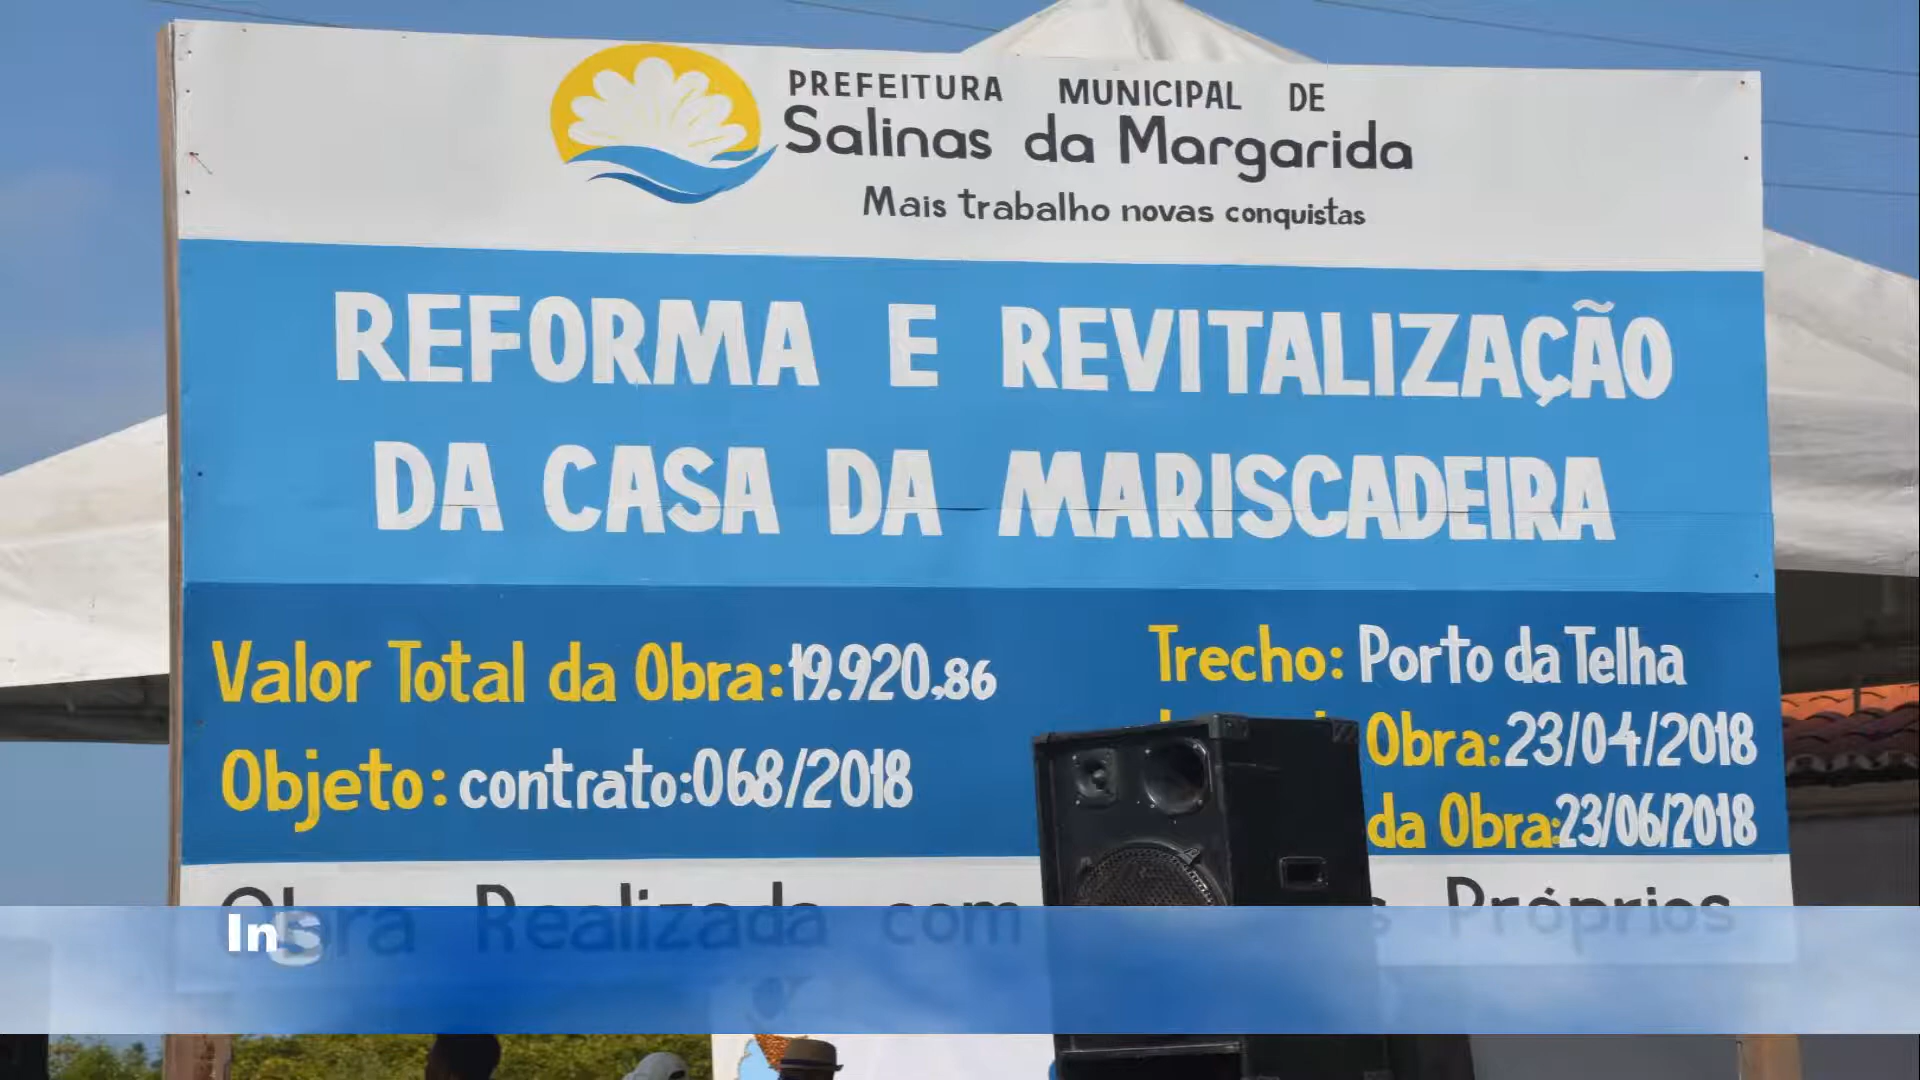 PREFEITURA MUNICIPAL DE
Salinas da Margarida
Mais trabalho novas conquistas
REFORMA E REVITALIZAÇÃO
DA CASA DA MARISCADEIRA
Valor Total da Obra:19.920,86
Trecho: Porto da Telha
Obra:23/04/2018
Objeto: contrato:068/2018
da Obra:23/06/2018
Obra Realizada com Próprios
InS